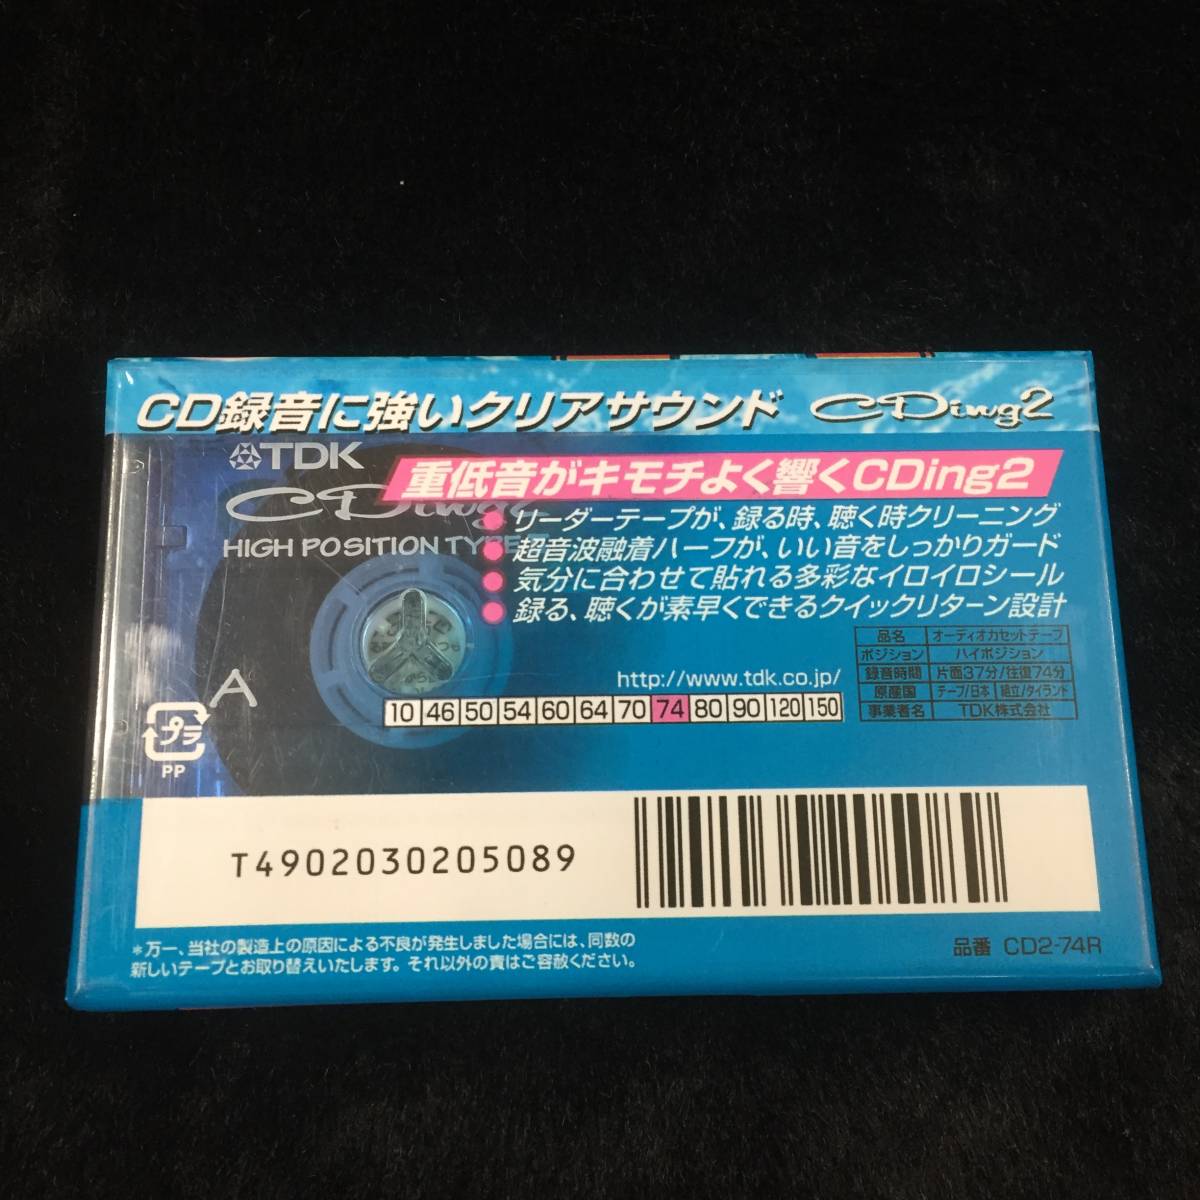 CD録音に強いクリアサウンド CDing2
TDK
CDing2
HIGH POSITION TYPE
重低音がキモチよく響くCDing2
リーダーテープが、録る時、聴く時クリーニング
超音波融着ハーフが、いい音をしっかりガード
気分に合わせて貼れる多彩なイロイロシール
録る、聴くが素早くできるクイックリターン設計
品名 オーディオカセットテープ
ポジション ハイポジション
録音時間 片面37分/往復74分
原産国 テープ/日本 組立/タイランド
事業者名 TDK株式会社
http://www.tdk.co.jp/
10 46 50 54 60 64 70 74 80 90 120 150
A
プラ
PP
T4902030205089
*万一、当社の製造上の原因による不良が発生しました場合には、同数の
新しいテープとお取り替えいたします。それ以外の責はご容赦ください。
品番 CD2-74R